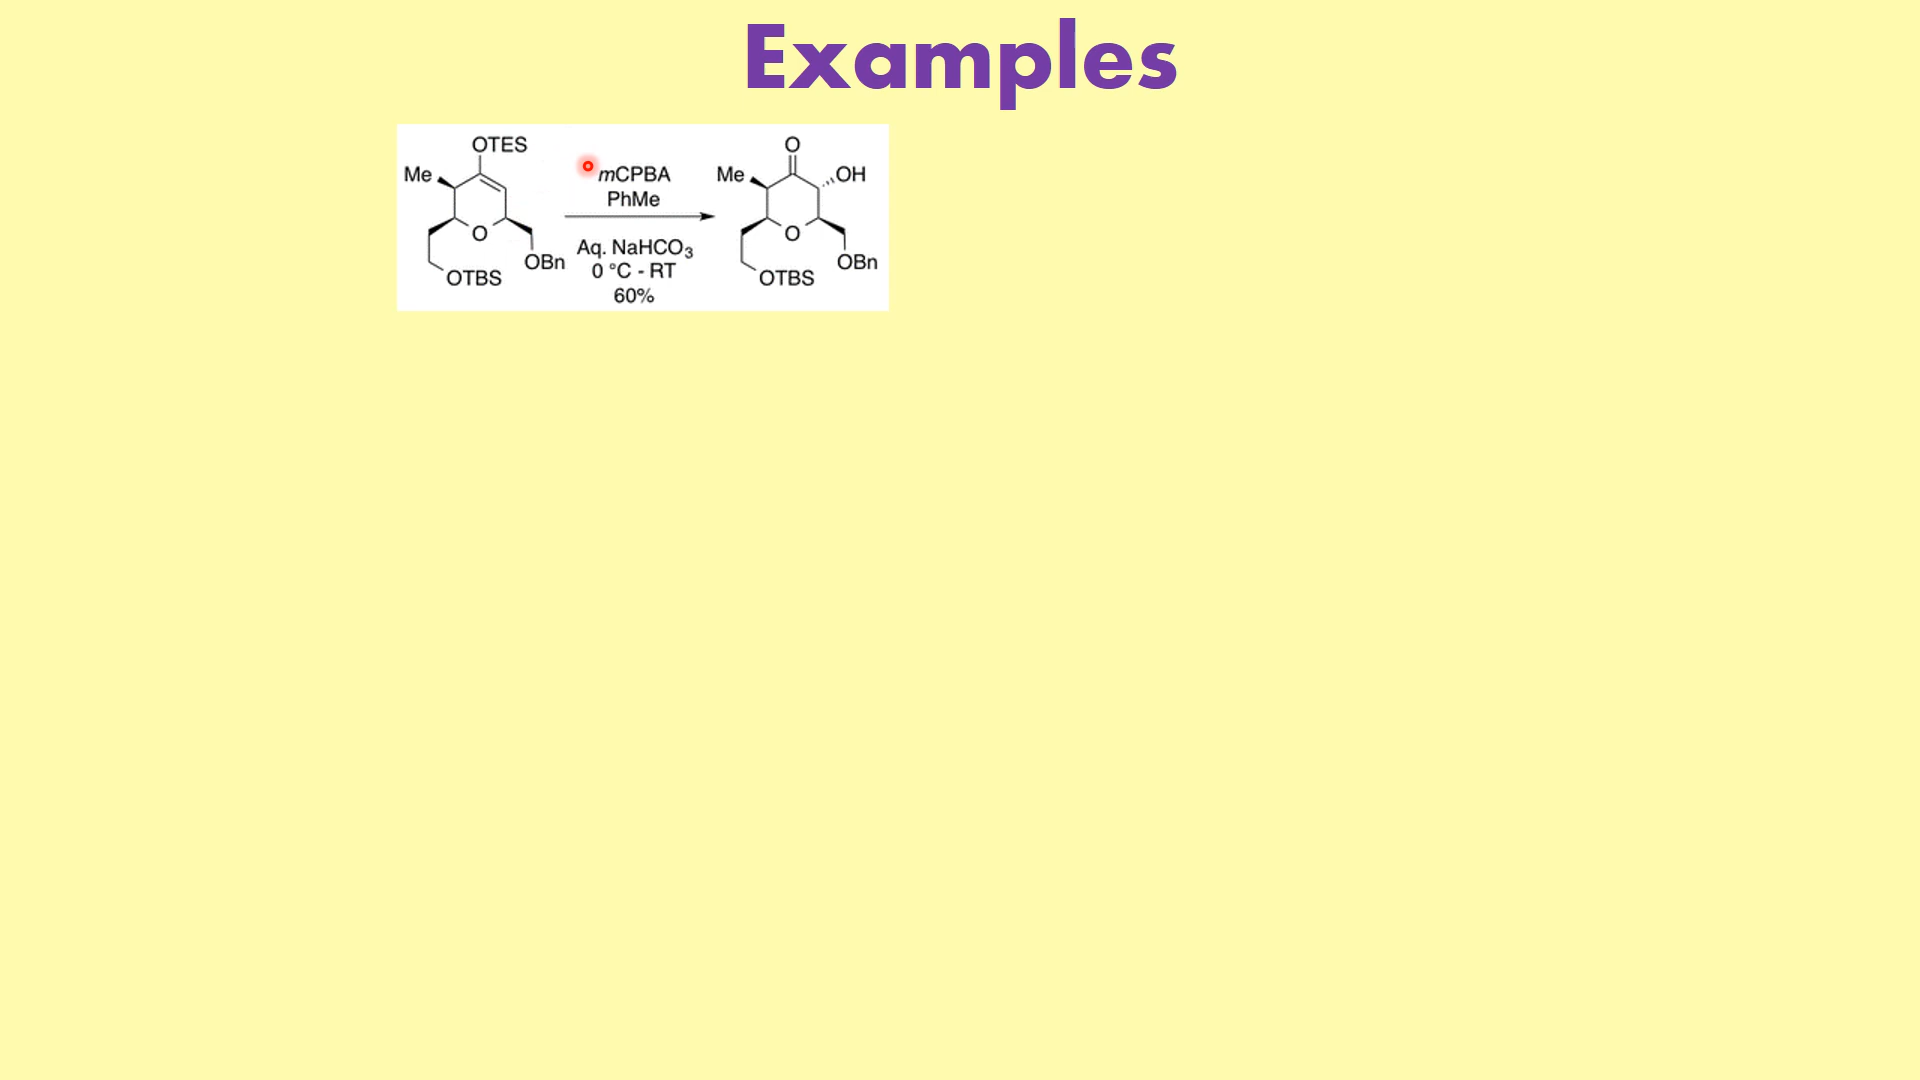 Examples
OTES
Me
O
OTBS
OBn
mCPBA
PhMe
Aq. NaHCO3
0 °C - RT
60%
O
Me
OH
O
OTBS
OBn